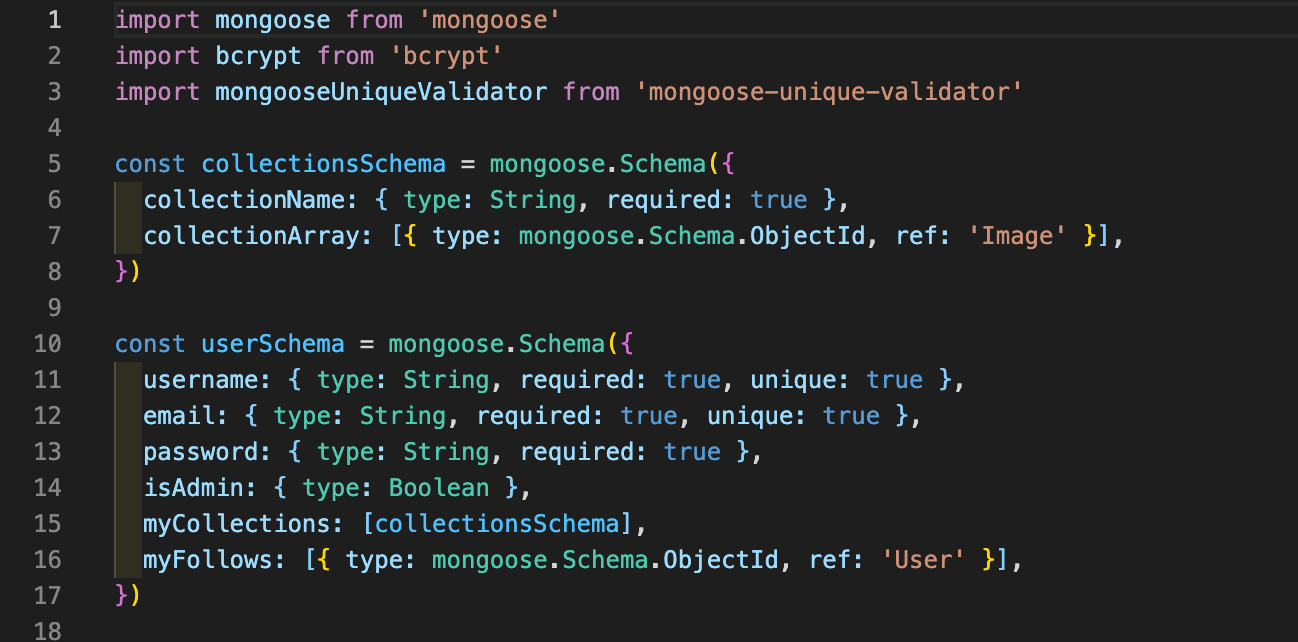 1 import mongoose from 'mongoose'
2 import bcrypt from 'bcrypt'
3 import mongooseUniqueValidator from 'mongoose-unique-validator'
4
5 const collectionsSchema = mongoose.Schema({
6   collectionName: { type: String, required: true },
7   collectionArray: [{ type: mongoose.Schema.ObjectId, ref: 'Image' }],
8 })
9
10 const userSchema = mongoose.Schema({
11   username: { type: String, required: true, unique: true },
12   email: { type: String, required: true, unique: true },
13   password: { type: String, required: true },
14   isAdmin: { type: Boolean },
15   myCollections: [collectionsSchema],
16   myFollows: [{ type: mongoose.Schema.ObjectId, ref: 'User' }],
17 })
18